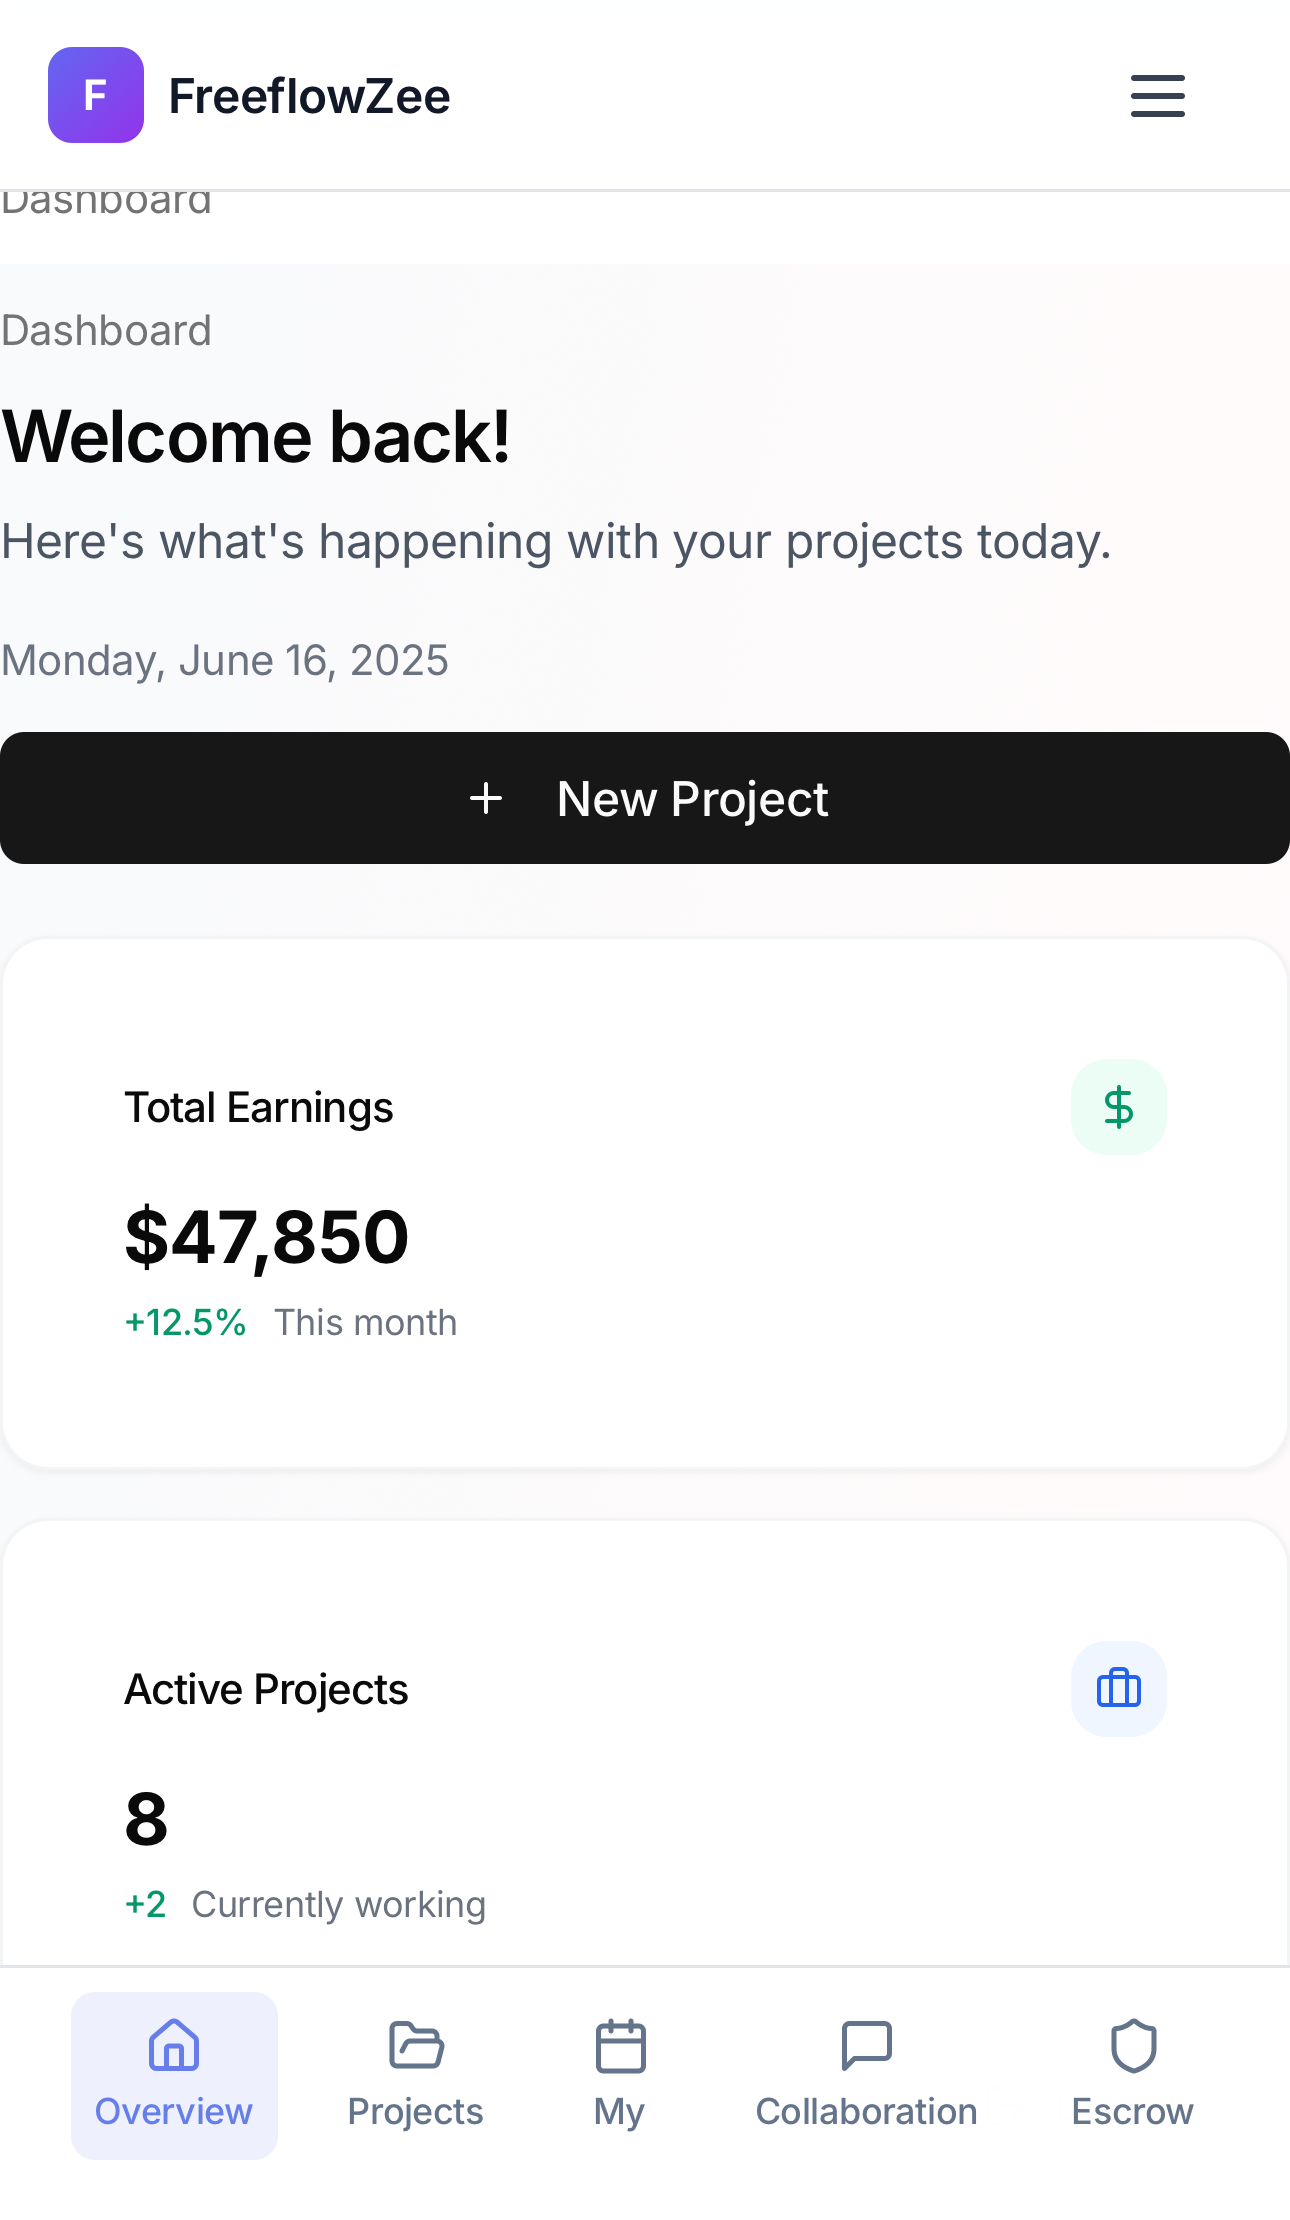 F FreeflowZee
Dashboard
Dashboard
Welcome back!
Here's what's happening with your projects today.
Monday, June 16, 2025
+ New Project
Total Earnings $
$47,850
+12.5% This month
Active Projects
8
+2 Currently working
Overview Projects My Collaboration Escrow